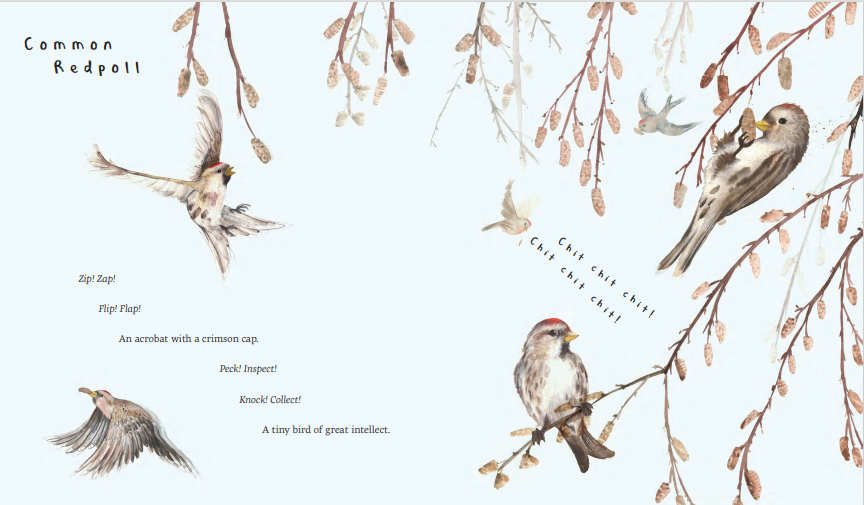 Common
Redpoll
Zip! Zap!
Flip! Flap!
An acrobat with a crimson cap.
Peck! Inspect!
Knock! Collect!
A tiny bird of great intellect.
Chit chit chit!
Chit chit chit!